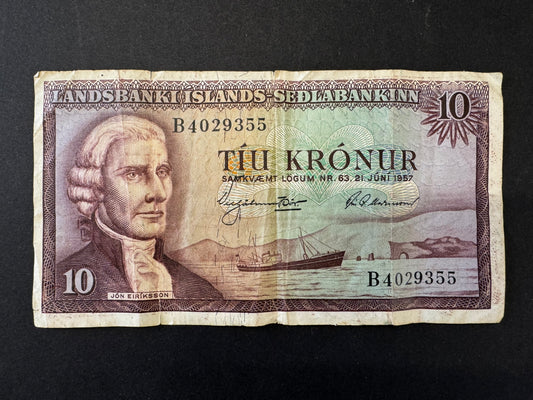 LANDSBANKI ÍSLANDS-SEÐLABANKINN
10
B4029355
TÍU KRÓNUR
SAMKVÆMT LÖGUM NR. 63, 21. JÚNÍ 1957
B4029355
10
JÓN EIRÍKSSON